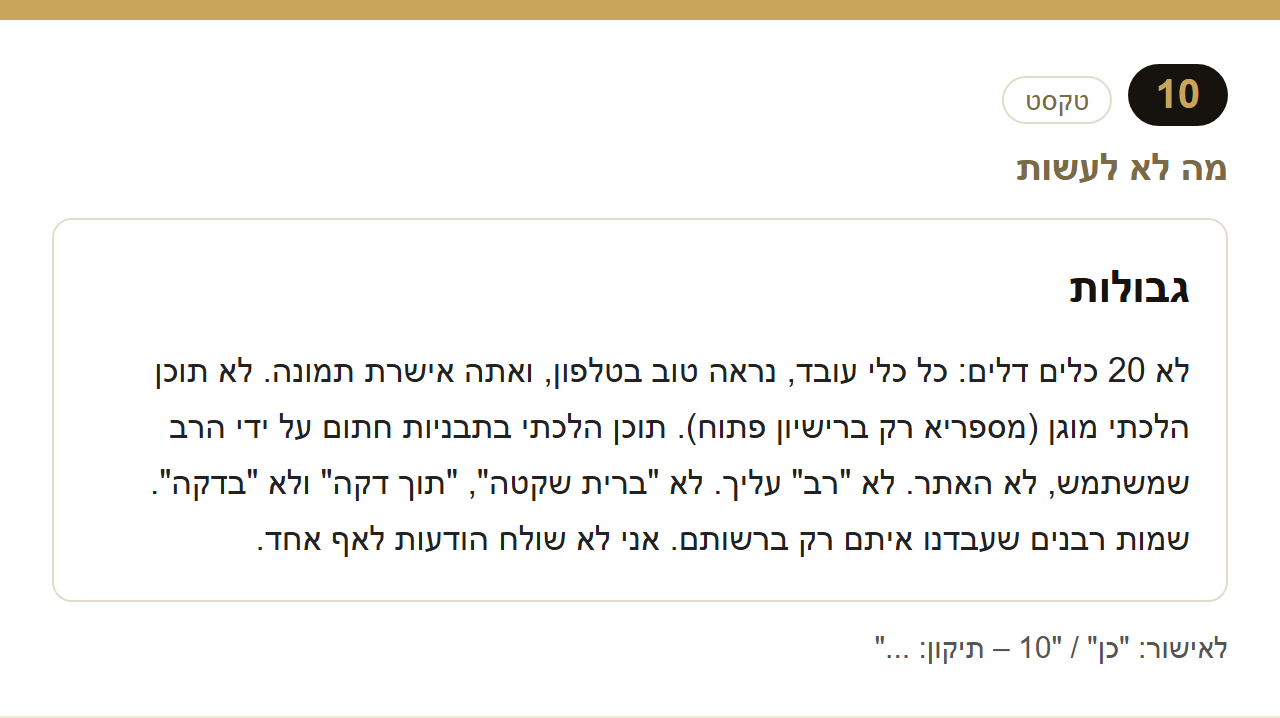 10
טקסט
מה לא לעשות
גבולות
לא 20 כלים דלים: כל כלי עובד, נראה טוב בטלפון, ואתה אישרת תמונה. לא תוכן
הלכתי מוגן (מספריא רק ברישיון פתוח). תוכן הלכתי בתבניות חתום על ידי הרב
שמשתמש, לא האתר. לא "רב" עליך. לא "ברית שקטה", "תוך דקה" ולא "בדקה".
שמות רבנים שעבדנו איתם רק ברשותם. אני לא שולח הודעות לאף אחד.
לאישור: "כן" / "10 – תיקון: ..."